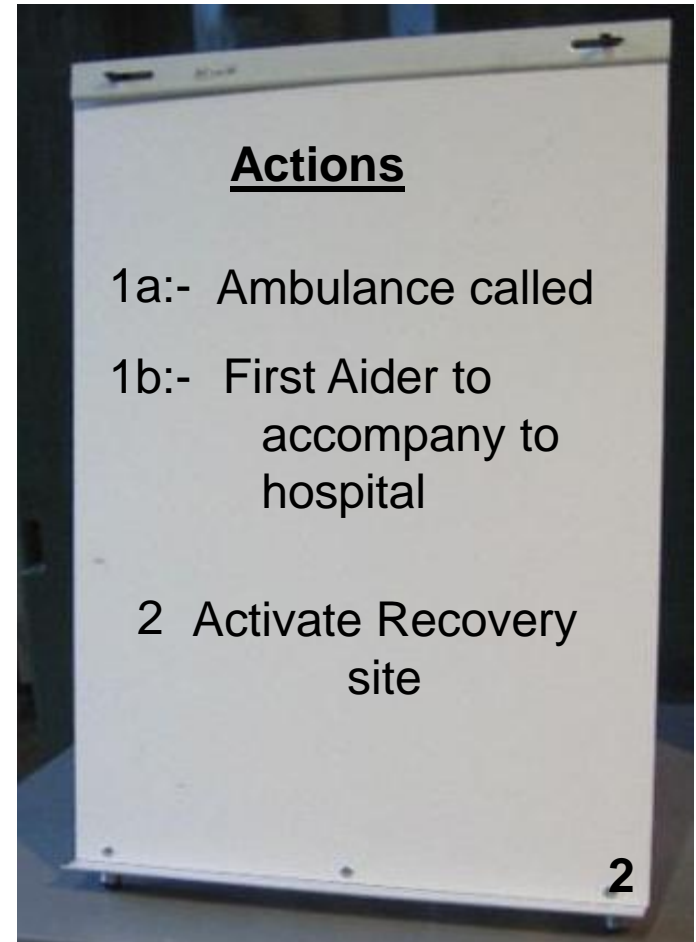 Actions
1a:- Ambulance called
1b:- First Aider to
accompany to
hospital
2 Activate Recovery
site
2